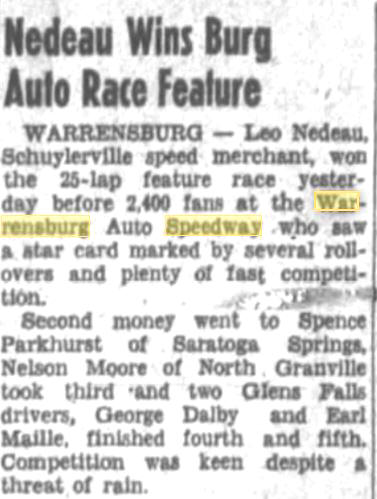 Nedeau Wins Burg
Auto Race Feature
WARRENSBURG — Leo Nedeau,
Schuylerville speed merchant, won
the 25-lap feature race yester-
day before 2,400 fans at the War-
rensburg Auto Speedway who saw
a star card marked by several roll-
overs and plenty of fast competi-
tion.
Second money went to Spence
Parkhurst of Saratoga Springs,
Nelson Moore of North Granville
took third and two Glens Falls
drivers, George Dalby and Earl
Maille, finished fourth and fifth.
Competition was keen despite a
threat of rain.